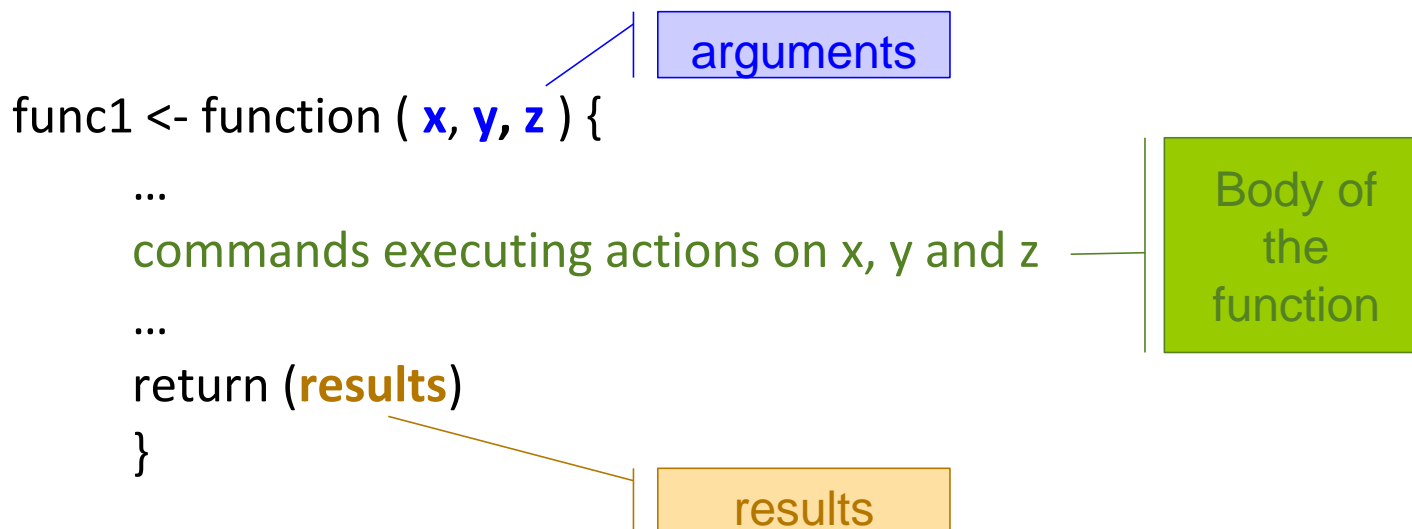 arguments
func1 <- function ( x, y, z ) {
…
commands executing actions on x, y and z
Body of
the
function
…
return (results)
}
results